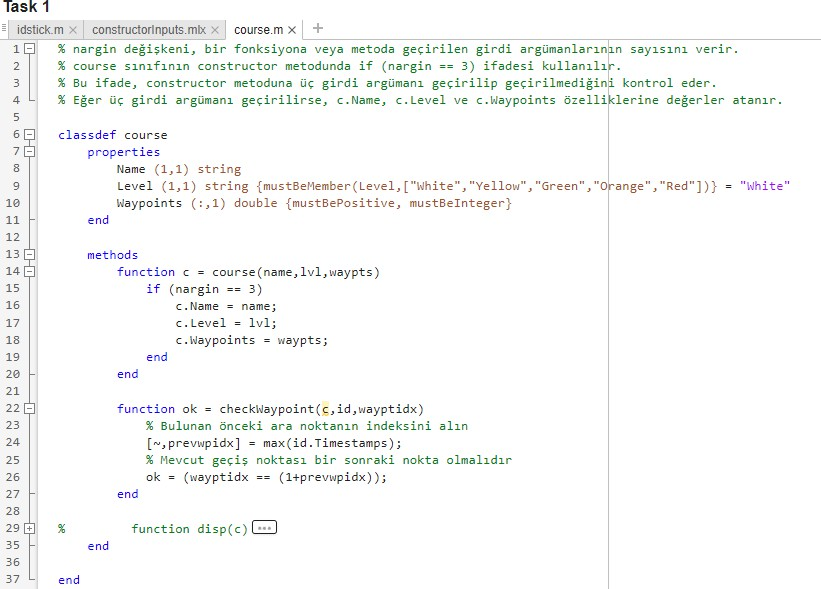 Task 1
idstick.m × constructorInputs.mlx × course.m × +
1 % nargin değişkeni, bir fonksiyona veya metoda geçirilen girdi argümanlarının sayısını verir.
2 % course sınıfının constructor metodunda if (nargin == 3) ifadesi kullanılır.
3 % Bu ifade, constructor metoduna üç girdi argümanı geçirilip geçirilmediğini kontrol eder.
4 % Eğer üç girdi argümanı geçirilirse, c.Name, c.Level ve c.Waypoints özelliklerine değerler atanır.
5
6 classdef course
7 properties
8 Name (1,1) string
9 Level (1,1) string {mustBeMember(Level,["White","Yellow","Green","Orange","Red"])} = "White"
10 Waypoints (:,1) double {mustBePositive, mustBeInteger}
11 end
12
13 methods
14 function c = course(name,lvl,waypts)
15 if (nargin == 3)
16 c.Name = name;
17 c.Level = lvl;
18 c.Waypoints = waypts;
19 end
20 end
21
22 function ok = checkWaypoint(c,id,wayptidx)
23 % Bulunan önceki ara noktanın indeksini alın
24 [~,prevwpidx] = max(id.Timestamps);
25 % Mevcut geçiş noktası bir sonraki nokta olmalıdır
26 ok = (wayptidx == (1+prevwpidx));
27 end
28
29 % function disp(c) ...
35 end
36
37 end